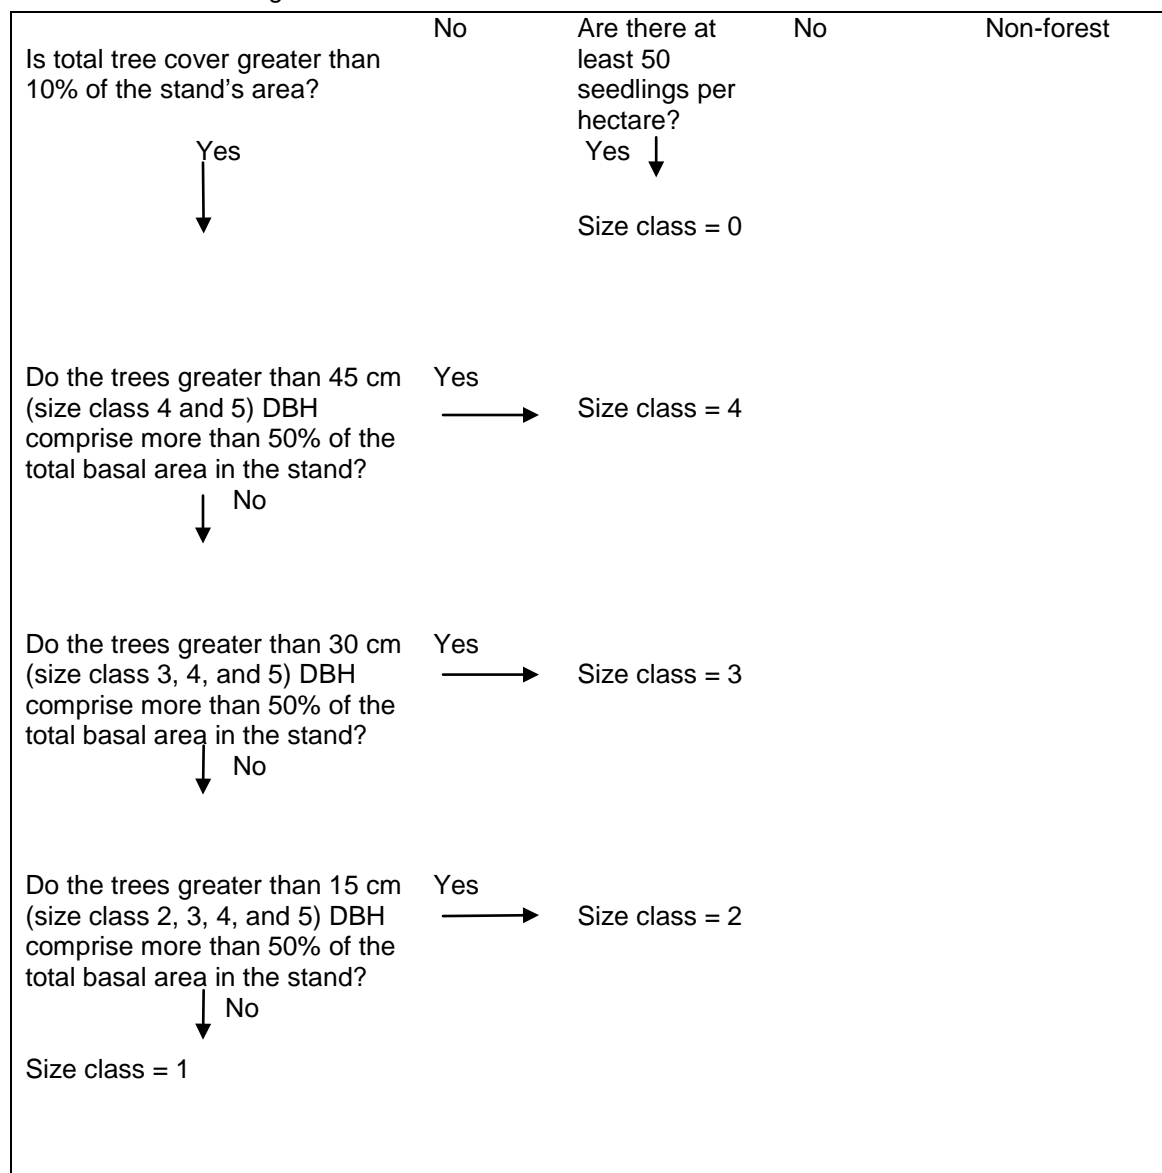 No
Are there at
No
Non-forest
Is total tree cover greater than
least 50
10% of the stand's area?
seedlings per
hectare?
Yes
Yes
Size class = 0
Do the trees greater than 45 cm
Yes
(size class 4 and 5) DBH
Size class = 4
comprise more than 50% of the
total basal area in the stand?
No
Do the trees greater than 30 cm
Yes
(size class 3, 4, and 5) DBH
Size class = 3
comprise more than 50% of the
total basal area in the stand?
No
Do the trees greater than 15 cm
Yes
(size class 2, 3, 4, and 5) DBH
Size class = 2
comprise more than 50% of the
total basal area in the stand?
No
Size class = 1